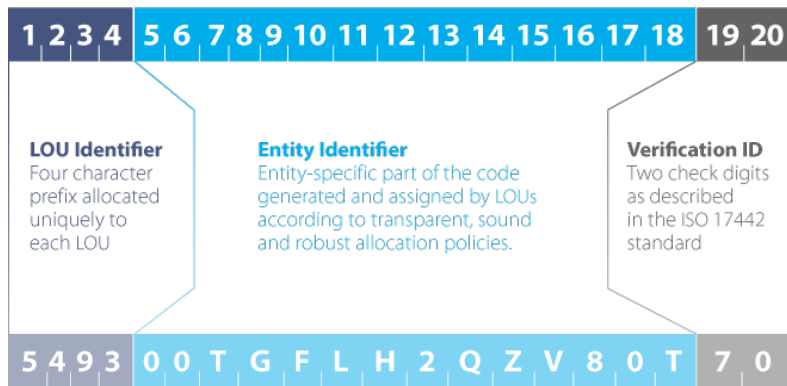 1 2 3 4 5 6 7 8 9 10 11 12 13 14 15 16 17 18 19 20
LOU Identifier
Four character
prefix allocated
uniquely to
each LOU
Entity Identifier
Entity-specific part of the code
generated and assigned by LOUs
according to transparent, sound
and robust allocation policies.
Verification ID
Two check digits
as described
in the ISO 17442
standard
5 4 9 3 0 0 T G F L H 2 Q Z V 8 0 T 7 0